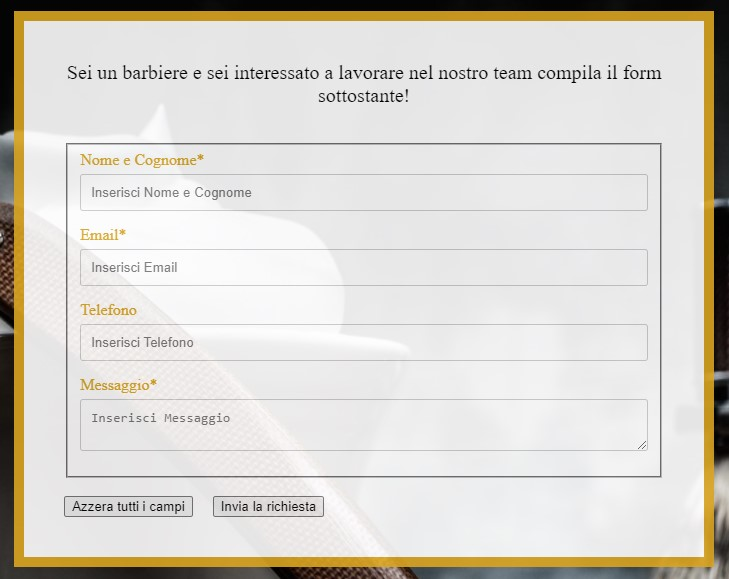 Sei un barbiere e sei interessato a lavorare nel nostro team compila il form
sottostante!
Nome e Cognome*
Inserisci Nome e Cognome
Email*
Inserisci Email
Telefono
Inserisci Telefono
Messaggio*
Inserisci Messaggio
Azzera tutti i campi Invia la richiesta